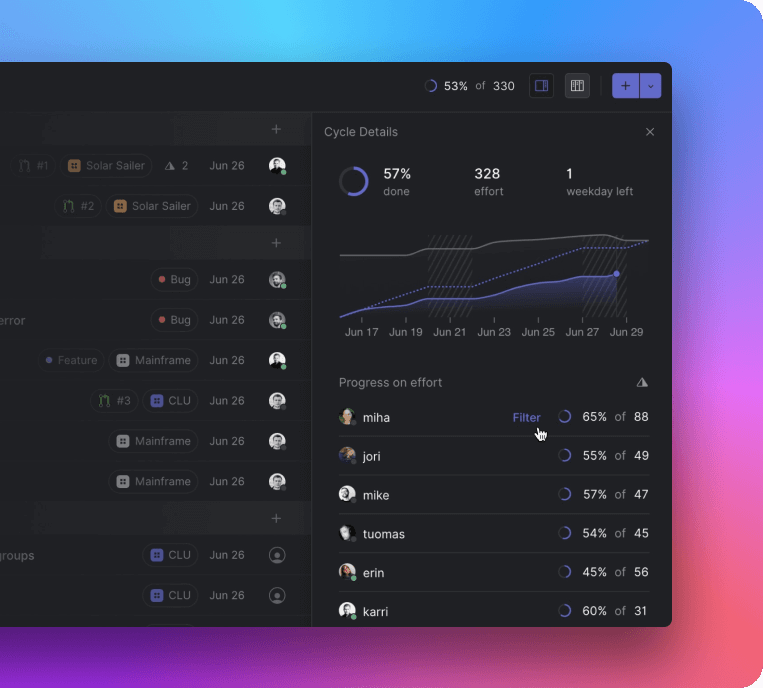 53% of 330
Cycle Details
#1 Solar Sailer 2 Jun 26
#2 Solar Sailer Jun 26
Bug Jun 26
error Bug Jun 26
Feature Mainframe Jun 26
#3 CLU Jun 26
Mainframe Jun 26
Mainframe Jun 26
groups CLU Jun 26
CLU Jun 26
57% 328 1
done effort weekday left
Jun 17 Jun 19 Jun 21 Jun 23 Jun 25 Jun 27 Jun 29
Progress on effort
miha Filter 65% of 88
jori 55% of 49
mike 57% of 47
tuomas 54% of 45
erin 45% of 56
karri 60% of 31